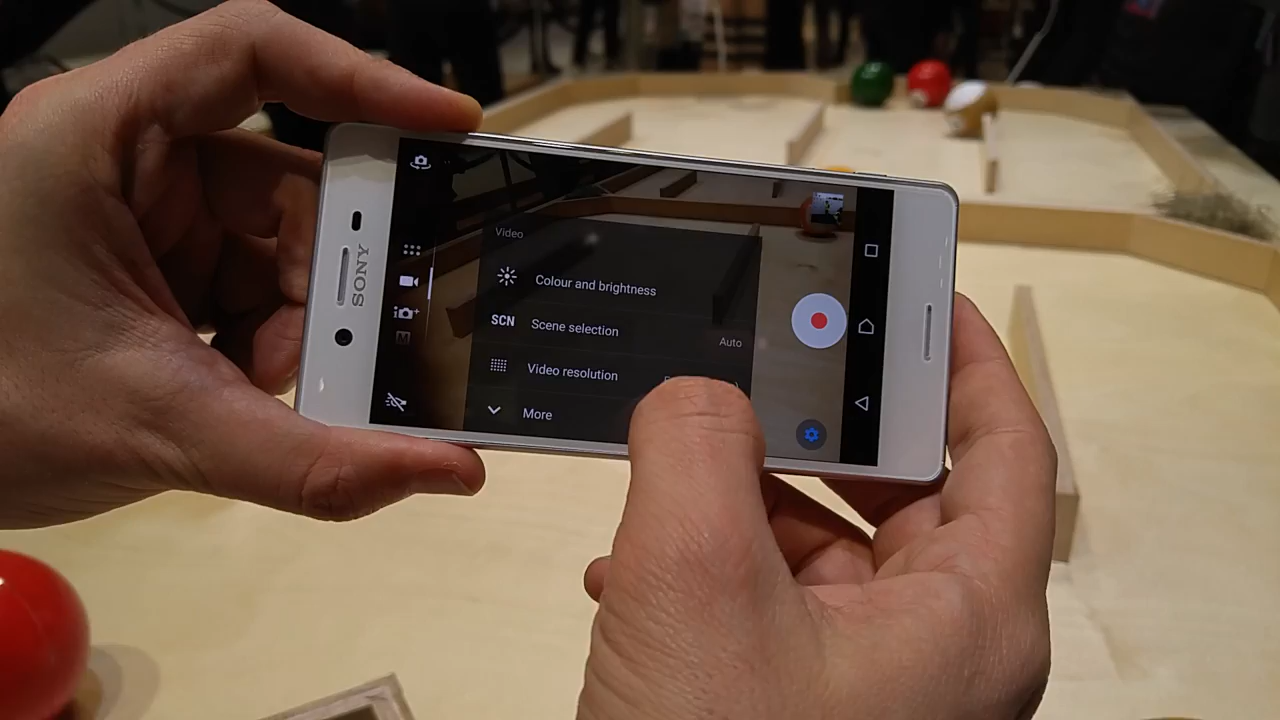 SONY
Video
Colour and brightness
SCN Scene selection
Auto
Video resolution
More
M